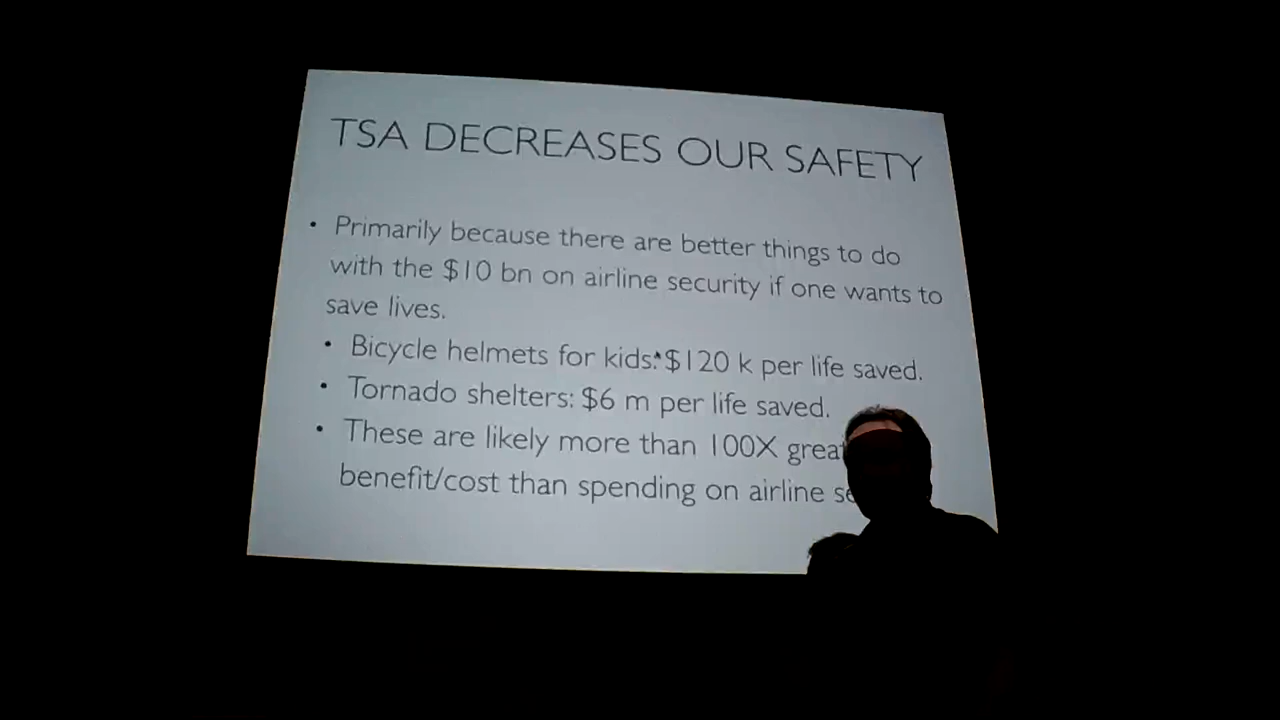 TSA DECREASES OUR SAFETY
• Primarily because there are better things to do
with the $10 bn on airline security if one wants to
save lives.
• Bicycle helmets for kids:*$120 k per life saved.
• Tornado shelters: $6 m per life saved.
• These are likely more than 100X
benefit/cost than spending on airline